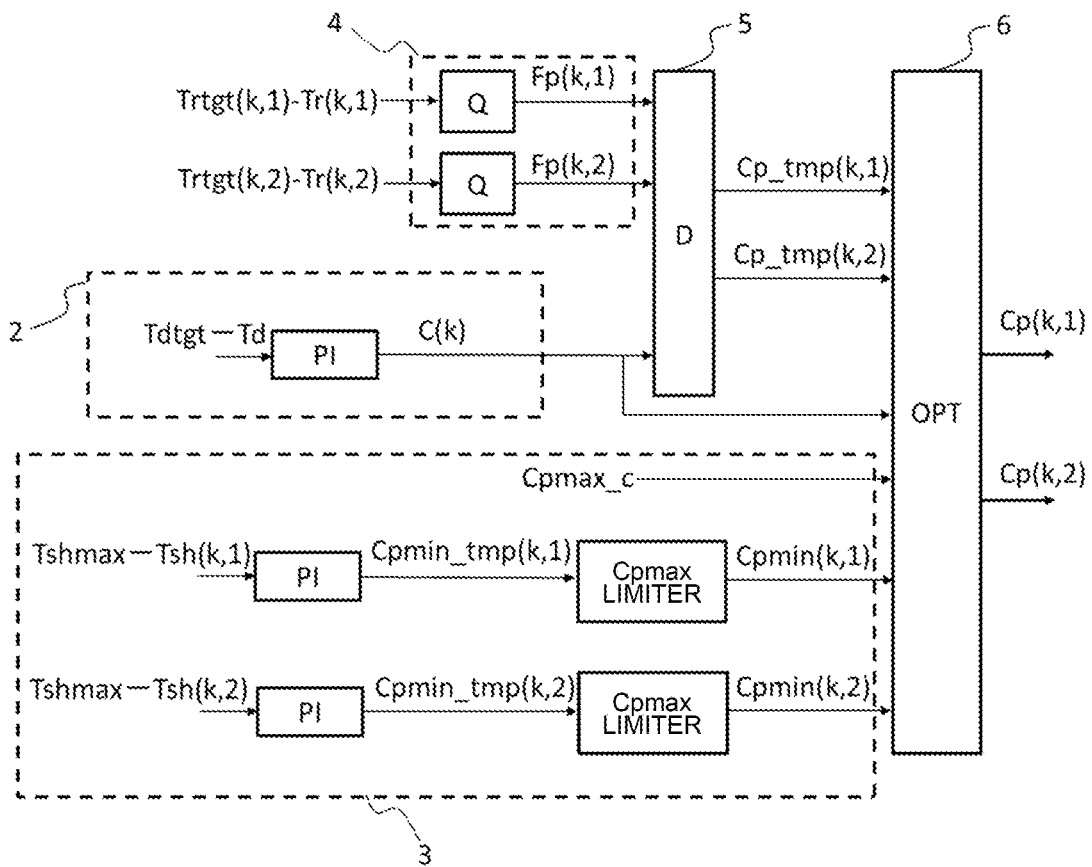 4
5
6
Trtgt(k,1)-Tr(k,1)
Q
Fp(k,1)
Trtgt(k,2)-Tr(k,2)
Q
Fp(k,2)
D
Cp_tmp(k,1)
Cp_tmp(k,2)
2
Tdtgt－Td
PI
C(k)
OPT
Cp(k,1)
Cp(k,2)
Cpmax_c
Tshmax－Tsh(k,1)
PI
Cpmin_tmp(k,1)
Cpmax
LIMITER
Cpmin(k,1)
Tshmax－Tsh(k,2)
PI
Cpmin_tmp(k,2)
Cpmax
LIMITER
Cpmin(k,2)
3